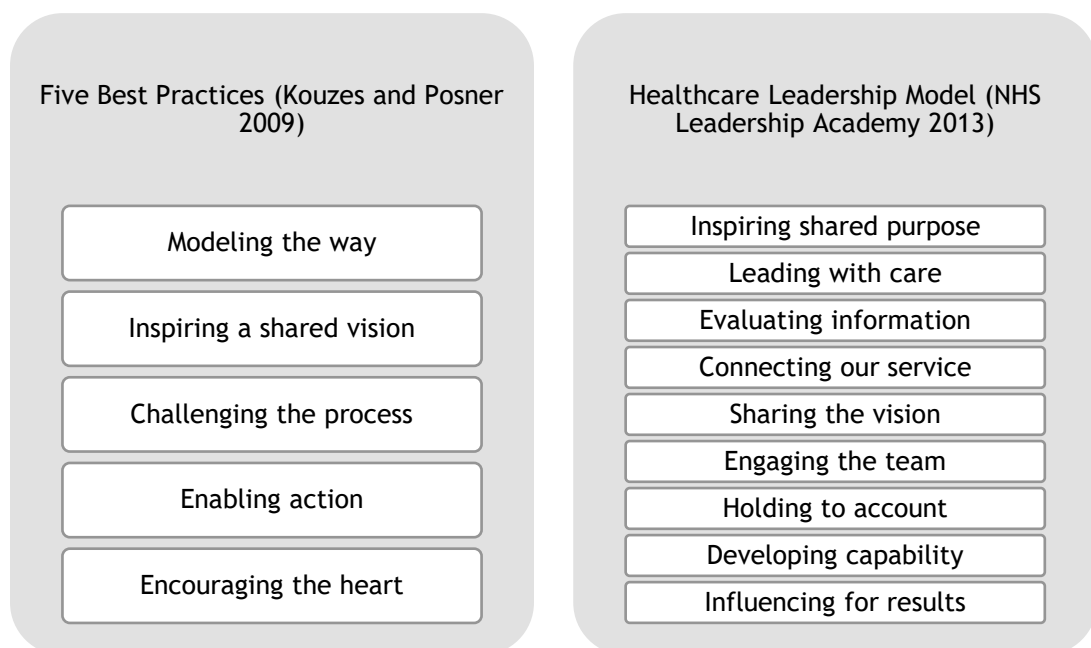 Five Best Practices (Kouzes and Posner
2009)
Modeling the way
Inspiring a shared vision
Challenging the process
Enabling action
Encouraging the heart
Healthcare Leadership Model (NHS
Leadership Academy 2013)
Inspiring shared purpose
Leading with care
Evaluating information
Connecting our service
Sharing the vision
Engaging the team
Holding to account
Developing capability
Influencing for results